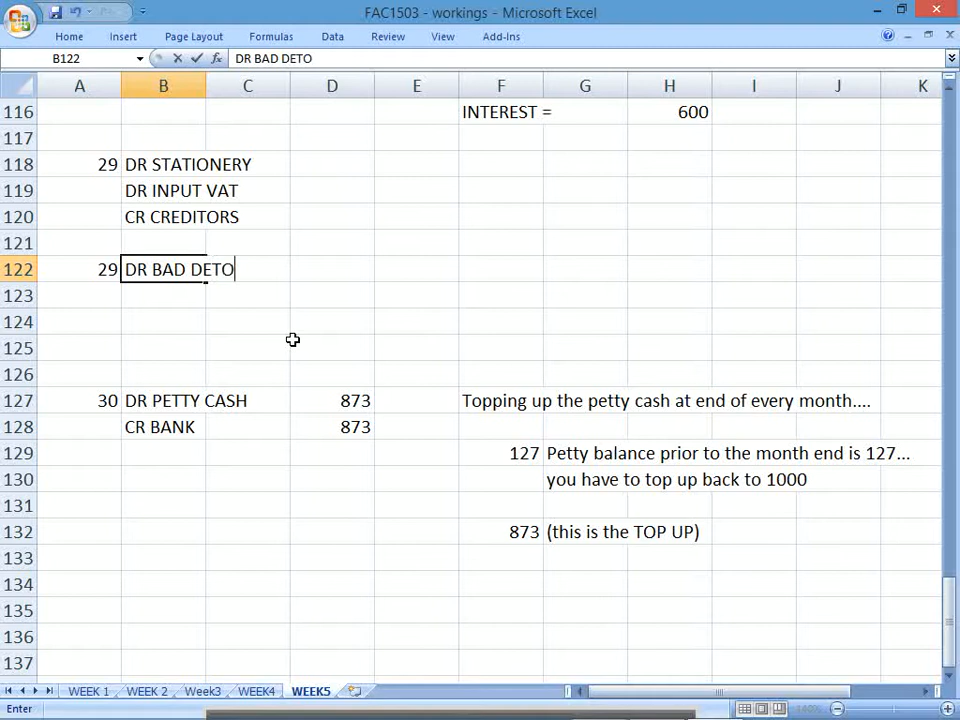 FAC1503 - workings - Microsoft Excel
Home Insert Page Layout Formulas Data Review View Add-Ins
B122 fx DR BAD DETO
A B C D E F G H I J K
116 INTEREST = 600
117
118 29 DR STATIONERY
119 DR INPUT VAT
120 CR CREDITORS
121
122 29 DR BAD DETO
123
124
125
126
127 30 DR PETTY CASH 873 Topping up the petty cash at end of every month....
128 CR BANK 873
129 127 Petty balance prior to the month end is 127...
130 you have to top up back to 1000
131
132 873 (this is the TOP UP)
133
134
135
136
137
WEEK 1 WEEK 2 Week3 WEEK4 WEEK5
Enter 140%